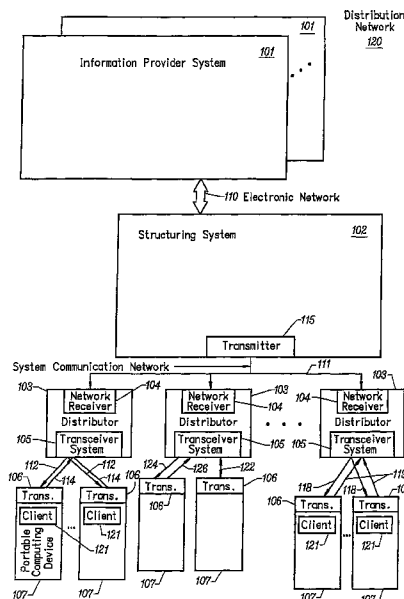 Distribution
Network
120
101
101
Information Provider System
110 Electronic Network
102
Structuring System
115
Transmitter
System Communication Network
111
103
104
103
104
103
104
Network
Receiver
Network
Receiver
Network
Receiver
Distributor
Distributor
Distributor
105
Transceiver
System
Transceiver
System
105
105
Transceiver
System
106
112
114
112
114
106
124
126
122
106
106
118
118
Trans.
Trans.
Trans.
106
Trans.
Trans.
Trans.
Client
Client
Client
Client
121
121
121
121
Portable
Computing
Device
107
107
107
107
107
107